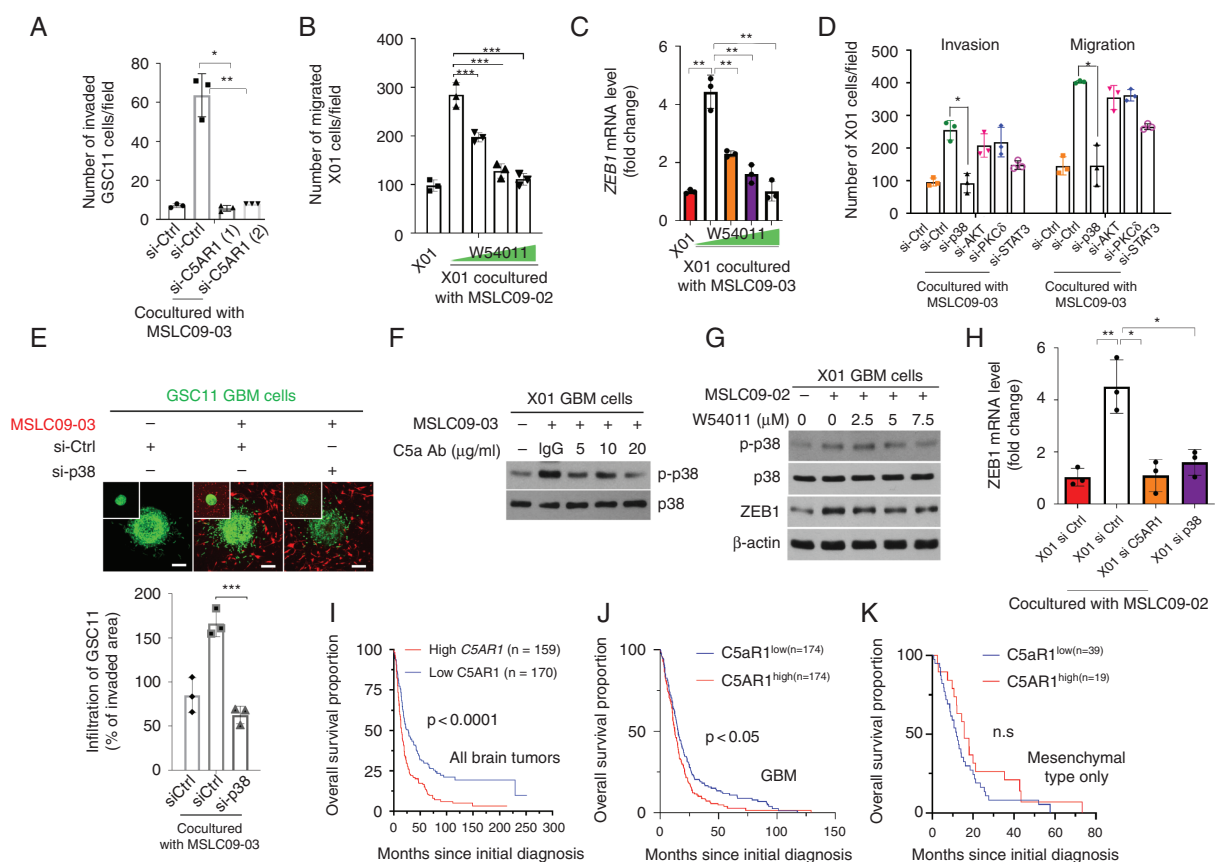 A
Number of invaded
GSC11 cells/field
80
60
40
20
0
*
**
si-Ctrl
si-Ctrl
si-C5AR1 (1)
si-C5AR1 (2)
Cocultured with
MSLC09-03
B
Number of migrated
X01 cells/field
400
300
200
100
0
***
***
***
X01
W54011
X01 cocultured
with MSLC09-02
C
ZEB1 mRNA level
(fold change)
6
4
2
0
**
**
**
**
X01
W54011
X01 cocultured
with MSLC09-03
D
Invasion
Migration
Number of X01 cells/field
500
400
300
200
100
0
*
*
si-Ctrl
si-Ctrl
si-p38
si-AKT
si-PKCδ
si-STAT3
si-Ctrl
si-Ctrl
si-p38
si-AKT
si-PKCδ
si-STAT3
Cocultured with
MSLC09-03
Cocultured with
MSLC09-03
E
GSC11 GBM cells
MSLC09-03 – + +
si-Ctrl + + –
si-p38 – – +
Infiltration of GSC11
(% of invaded area)
200
150
100
50
0
***
siCtrl
siCtrl
si-p38
Cocultured
with MSLC09-03
F
X01 GBM cells
MSLC09-03 – + + + +
C5a Ab (μg/ml) – IgG 5 10 20
p-p38
p38
G
X01 GBM cells
MSLC09-02 – + + + +
W54011 (μM) 0 0 2.5 5 7.5
p-p38
p38
ZEB1
β-actin
H
ZEB1 mRNA level
(fold change)
6
4
2
0
** *
*
X01 si Ctrl
X01 si Ctrl
X01 si C5AR1
X01 si p38
Cocultured with MSLC09-02
I
Overall survival proportion
100
75
50
25
0
High C5AR1 (n = 159)
Low C5AR1 (n = 170)
p < 0.0001
All brain tumors
0 50 100 150 200 250 300
Months since initial diagnosis
J
Overall survival proportion
100
50
0
C5aR1low(n=174)
C5AR1high(n=174)
p < 0.05
GBM
0 50 100 150
Months since initial diagnosis
K
Overall survival proportion
100
75
50
25
0
C5aR1low(n=39)
C5AR1high(n=19)
n.s
Mesenchymal
type only
0 20 40 60 80
Months since initial diagnosis